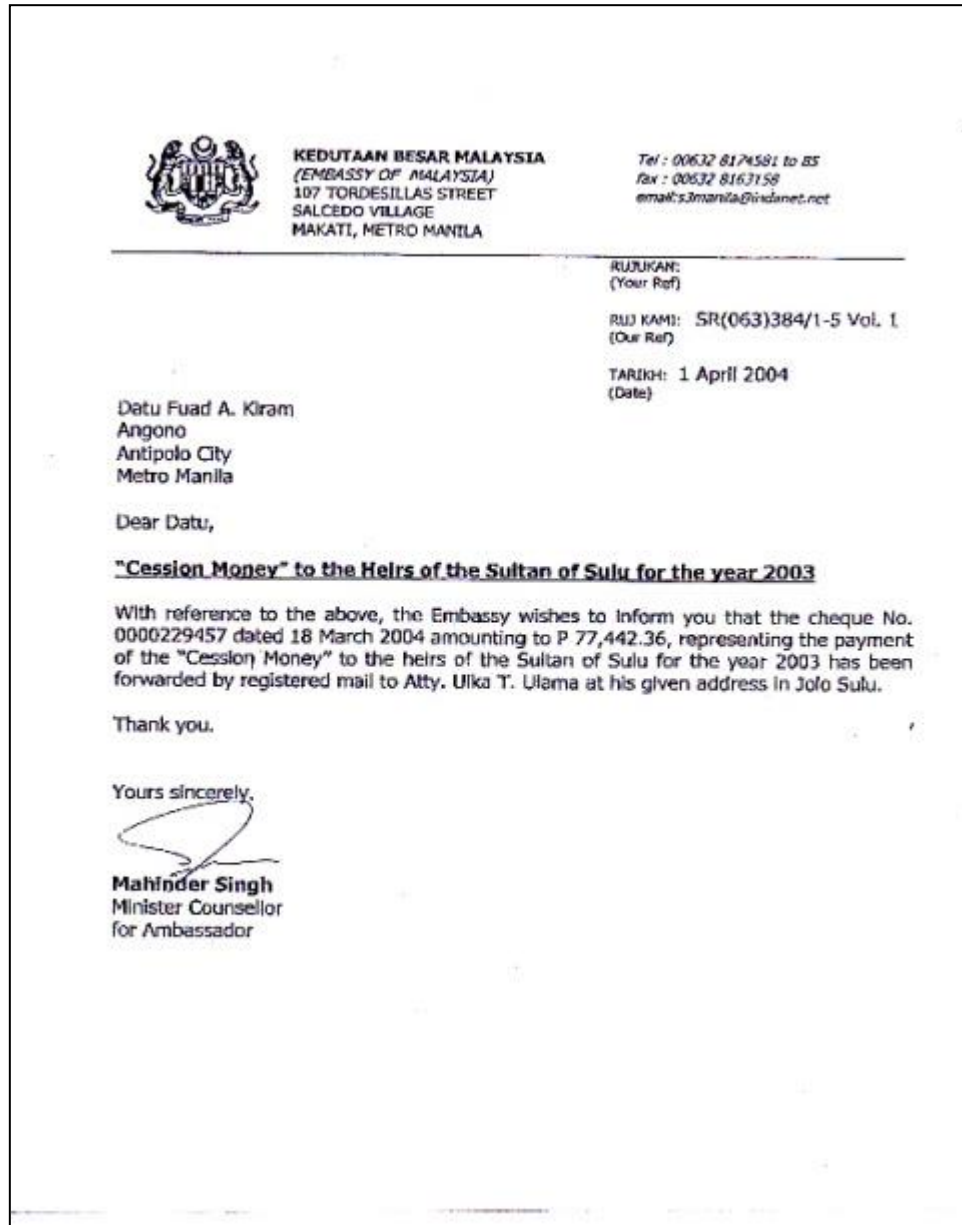 KEDUTAAN BESAR MALAYSIA
(EMBASSY OF MALAYSIA)
107 TORDESILLAS STREET
SALCEDO VILLAGE
MAKATI, METRO MANILA
Tel : 00632 8174581 to 85
fax : 00632 8163158
email:s3manila@indanet.net
RUJUKAN:
(Your Ref)
RUJ KAMI: SR(063)384/1-5 Vol. 1
(Our Ref)
TARIKH: 1 April 2004
(Date)
Datu Fuad A. Kiram
Angono
Antipolo City
Metro Manila
Dear Datu,
"Cession Money" to the Heirs of the Sultan of Sulu for the year 2003
With reference to the above, the Embassy wishes to inform you that the cheque No.
0000229457 dated 18 March 2004 amounting to P 77,442.36, representing the payment
of the "Cession Money" to the heirs of the Sultan of Sulu for the year 2003 has been
forwarded by registered mail to Atty. Ulka T. Ulama at his given address in Jolo Sulu.
Thank you.
Yours sincerely,
Mahinder Singh
Minister Counsellor
for Ambassador